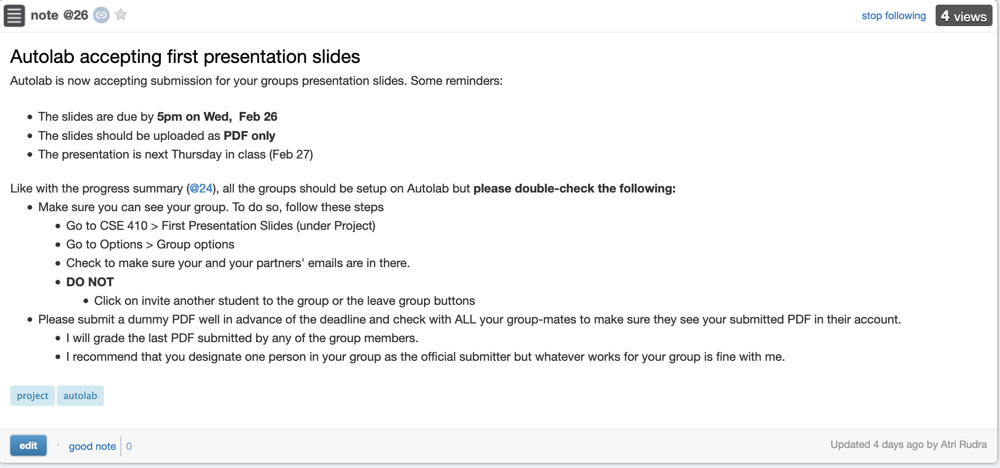 note @26
stop following
4 views
Autolab accepting first presentation slides
Autolab is now accepting submission for your groups presentation slides. Some reminders:
The slides are due by 5pm on Wed,  Feb 26
The slides should be uploaded as PDF only
The presentation is next Thursday in class (Feb 27)
Like with the progress summary (@24), all the groups should be setup on Autolab but please double-check the following:
Make sure you can see your group. To do so, follow these steps
Go to CSE 410 > First Presentation Slides (under Project)
Go to Options > Group options
Check to make sure your and your partners' emails are in there.
DO NOT
Click on invite another student to the group or the leave group buttons
Please submit a dummy PDF well in advance of the deadline and check with ALL your group-mates to make sure they see your submitted PDF in their account.
I will grade the last PDF submitted by any of the group members.
I recommend that you designate one person in your group as the official submitter but whatever works for your group is fine with me.
project autolab
edit · good note 0
Updated 4 days ago by Atri Rudra